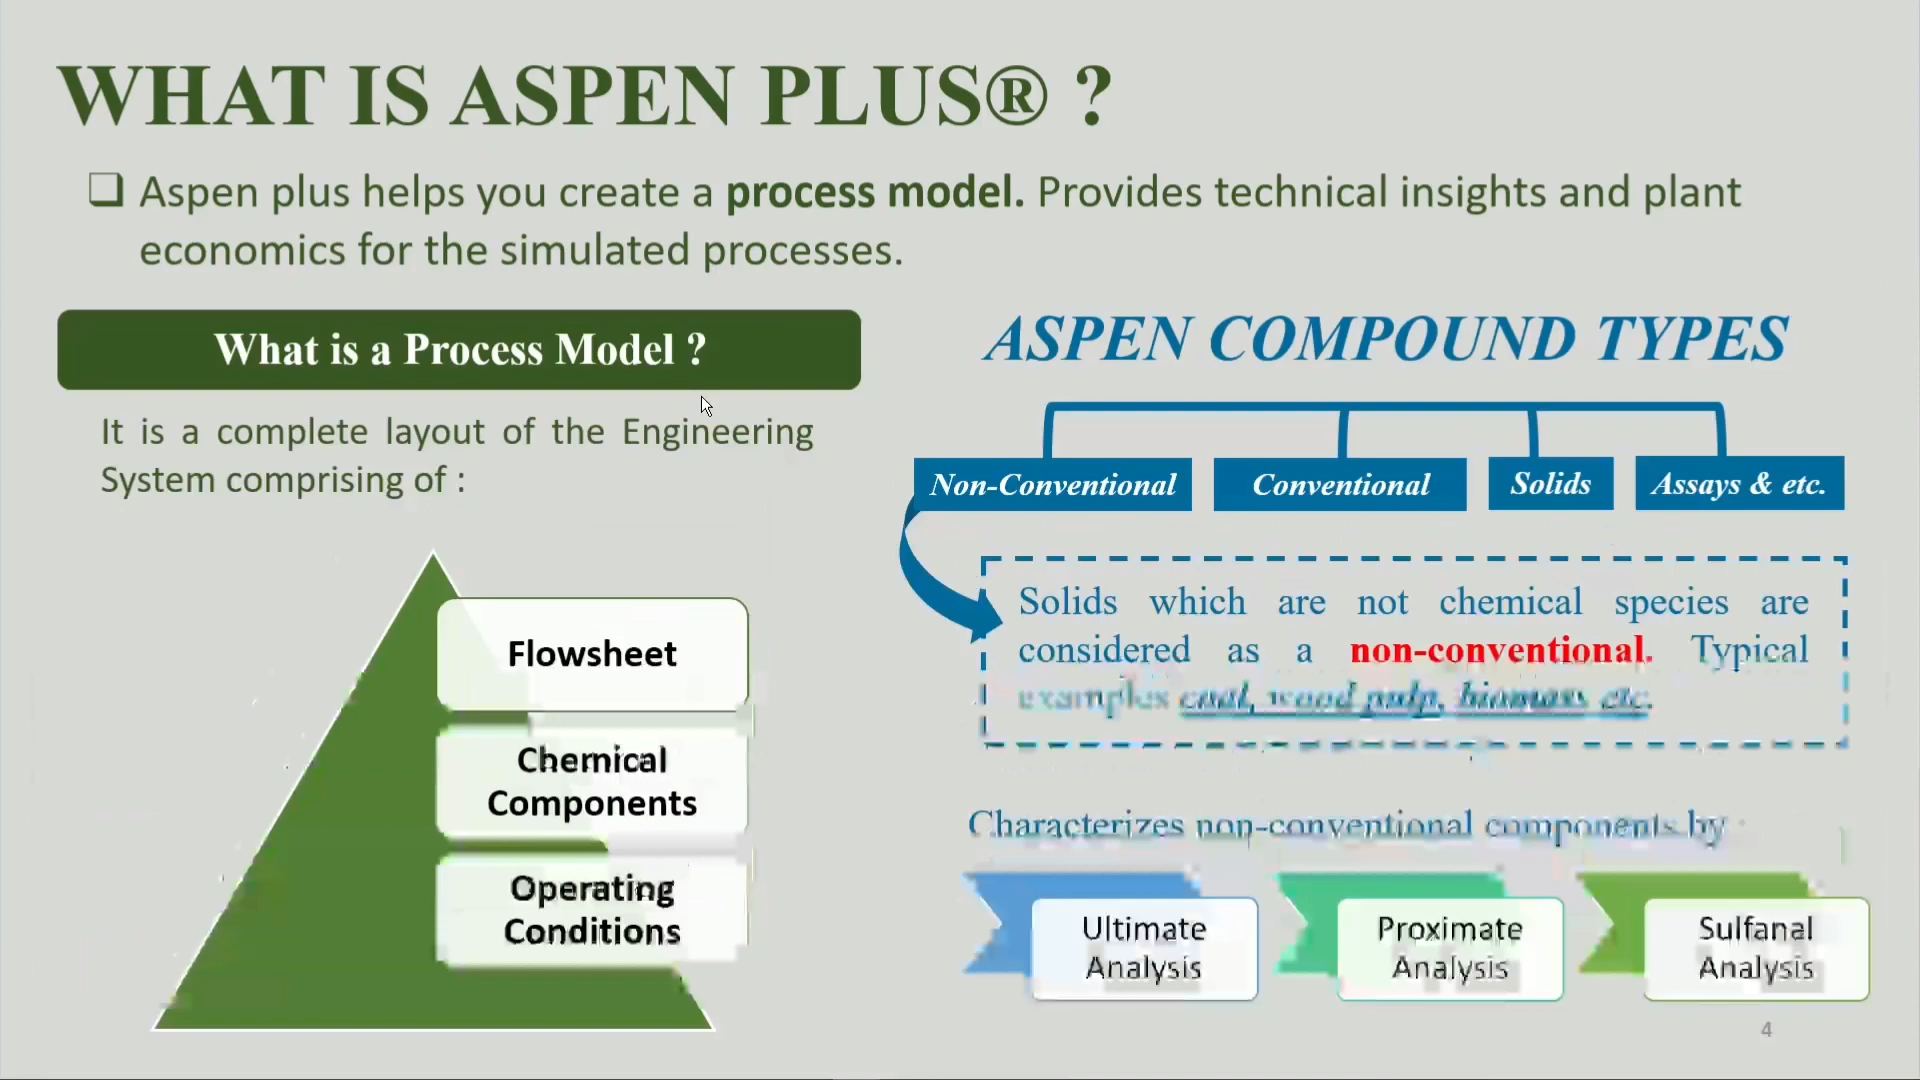 WHAT IS ASPEN PLUS® ?
❑ Aspen plus helps you create a process model. Provides technical insights and plant
economics for the simulated processes.
What is a Process Model ?
It is a complete layout of the Engineering
System comprising of :
Flowsheet
Chemical
Components
Operating
Conditions
ASPEN COMPOUND TYPES
Non-Conventional
Conventional
Solids
Assays & etc.
Solids which are not chemical species are
considered as a non-conventional. Typical
examples coal, wood pulp, biomass etc.
Characterizes non-conventional components by :
Ultimate
Analysis
Proximate
Analysis
Sulfanal
Analysis
4